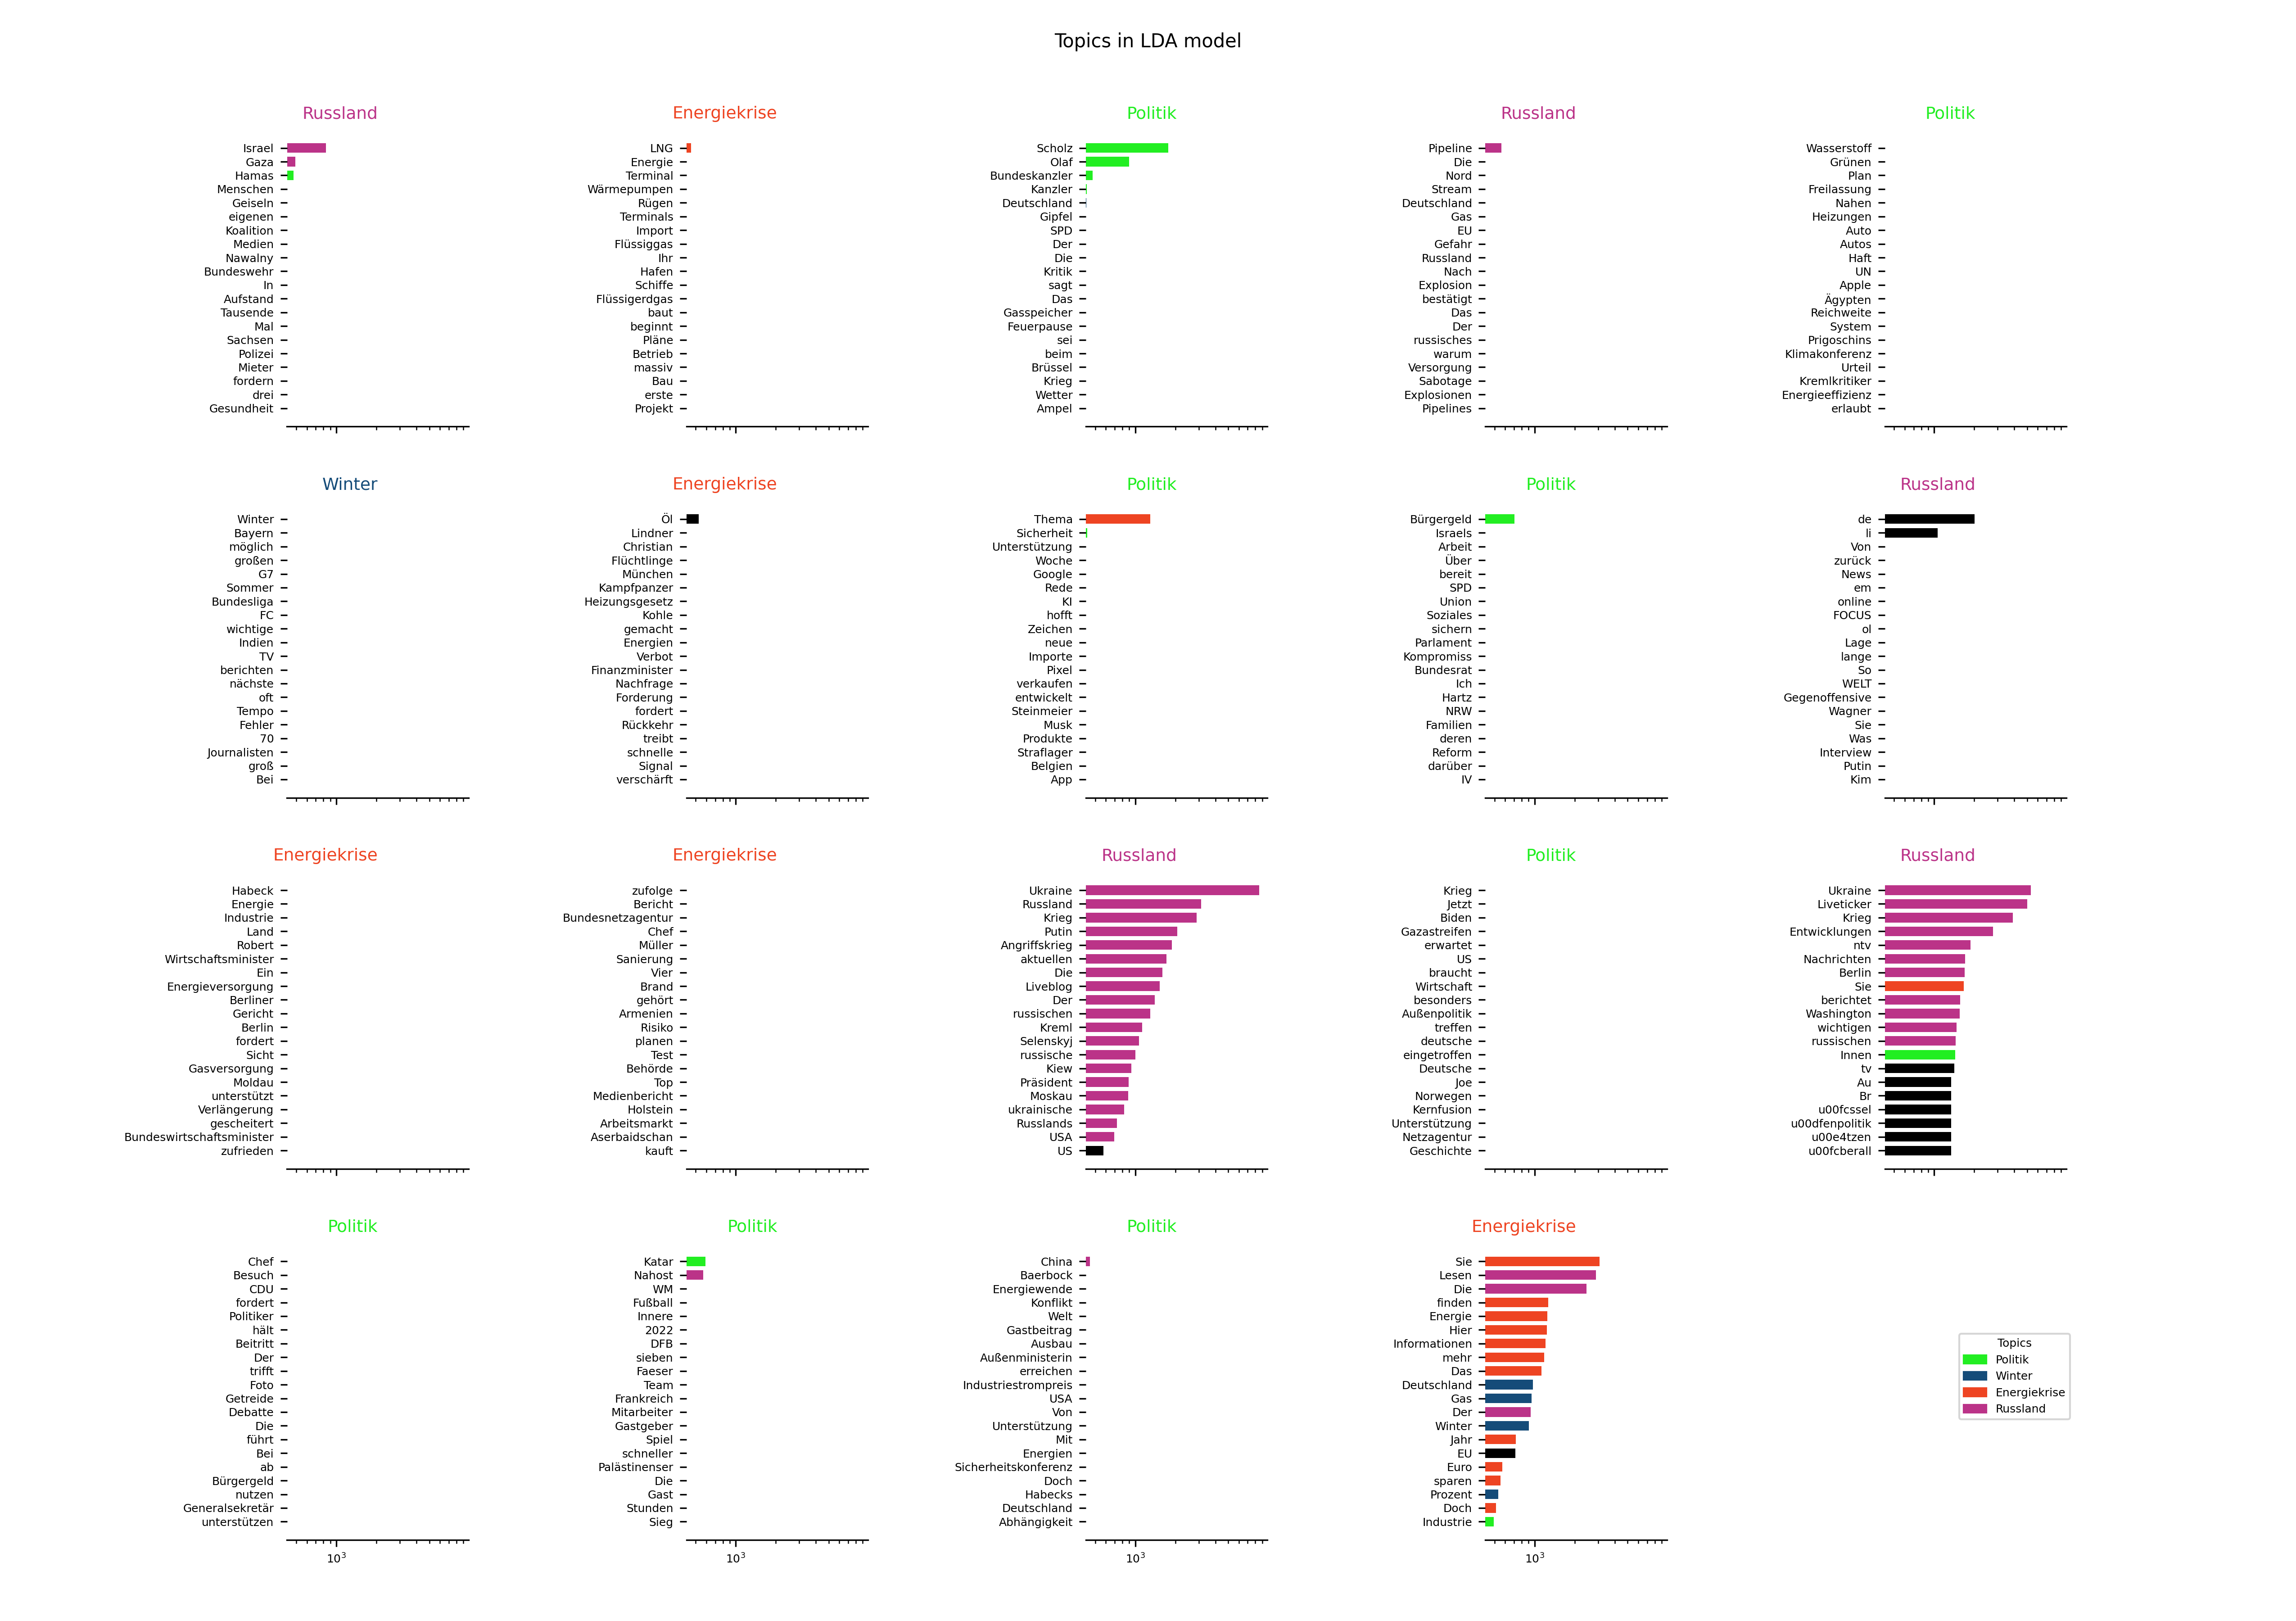 Topics in LDA model
Russland
Israel
Gaza
Hamas
Menschen
Geiseln
eigenen
Koalition
Medien
Nawalny
Bundeswehr
In
Aufstand
Tausende
Mal
Sachsen
Polizei
Mieter
fordern
drei
Gesundheit
Energiekrise
LNG
Energie
Terminal
Wärmepumpen
Rügen
Terminals
Import
Flüssiggas
Ihr
Hafen
Schiffe
Flüssigerdgas
baut
beginnt
Pläne
Betrieb
massiv
Bau
erste
Projekt
Politik
Scholz
Olaf
Bundeskanzler
Kanzler
Deutschland
Gipfel
SPD
Der
Die
Kritik
sagt
Das
Gasspeicher
Feuerpause
sei
beim
Brüssel
Krieg
Wetter
Ampel
Russland
Pipeline
Die
Nord
Stream
Deutschland
Gas
EU
Gefahr
Russland
Nach
Explosion
bestätigt
Das
Der
russisches
warum
Versorgung
Sabotage
Explosionen
Pipelines
Politik
Wasserstoff
Grünen
Plan
Freilassung
Nahen
Heizungen
Auto
Autos
Haft
UN
Apple
Ägypten
Reichweite
System
Prigoschins
Klimakonferenz
Urteil
Kremlkritiker
Energieeffizienz
erlaubt
Winter
Winter
Bayern
möglich
großen
G7
Sommer
Bundesliga
FC
wichtige
Indien
TV
berichten
nächste
oft
Tempo
Fehler
70
Journalisten
groß
Bei
Energiekrise
Öl
Lindner
Christian
Flüchtlinge
München
Kampfpanzer
Heizungsgesetz
Kohle
gemacht
Energien
Verbot
Finanzminister
Nachfrage
Forderung
fordert
Rückkehr
treibt
schnelle
Signal
verschärft
Politik
Thema
Sicherheit
Unterstützung
Woche
Google
Rede
KI
hofft
Zeichen
neue
Importe
Pixel
verkaufen
entwickelt
Steinmeier
Musk
Produkte
Straflager
Belgien
App
Politik
Bürgergeld
Israels
Arbeit
Über
bereit
SPD
Union
Soziales
sichern
Parlament
Kompromiss
Bundesrat
Ich
Hartz
NRW
Familien
deren
Reform
darüber
IV
Russland
de
li
Von
zurück
News
em
online
FOCUS
ol
Lage
lange
So
WELT
Gegenoffensive
Wagner
Sie
Was
Interview
Putin
Kim
Energiekrise
Habeck
Energie
Industrie
Land
Robert
Wirtschaftsminister
Ein
Energieversorgung
Berliner
Gericht
Berlin
fordert
Sicht
Gasversorgung
Moldau
unterstützt
Verlängerung
gescheitert
Bundeswirtschaftsminister
zufrieden
Energiekrise
zufolge
Bericht
Bundesnetzagentur
Chef
Müller
Sanierung
Vier
Brand
gehört
Armenien
Risiko
planen
Test
Behörde
Top
Medienbericht
Holstein
Arbeitsmarkt
Aserbaidschan
kauft
Russland
Ukraine
Russland
Krieg
Putin
Angriffskrieg
aktuellen
Die
Liveblog
Der
russischen
Kreml
Selenskyj
russische
Kiew
Präsident
Moskau
ukrainische
Russlands
USA
US
Politik
Krieg
Jetzt
Biden
Gazastreifen
erwartet
US
braucht
Wirtschaft
besonders
Außenpolitik
treffen
deutsche
eingetroffen
Deutsche
Joe
Norwegen
Kernfusion
Unterstützung
Netzagentur
Geschichte
Russland
Ukraine
Liveticker
Krieg
Entwicklungen
ntv
Nachrichten
Berlin
Sie
berichtet
Washington
wichtigen
russischen
Innen
tv
Au
Br
u00fcssel
u00dfenpolitik
u00e4tzen
u00fcberall
Politik
Chef
Besuch
CDU
fordert
Politiker
hält
Beitritt
Der
trifft
Foto
Getreide
Debatte
Die
führt
Bei
ab
Bürgergeld
nutzen
Generalsekretär
unterstützen
10³
Politik
Katar
Nahost
WM
Fußball
Innere
2022
DFB
sieben
Faeser
Team
Frankreich
Mitarbeiter
Gastgeber
Spiel
schneller
Palästinenser
Die
Gast
Stunden
Sieg
10³
Politik
China
Baerbock
Energiewende
Konflikt
Welt
Gastbeitrag
Ausbau
Außenministerin
erreichen
Industriestrompreis
USA
Von
Unterstützung
Mit
Energien
Sicherheitskonferenz
Doch
Habecks
Deutschland
Abhängigkeit
10³
Energiekrise
Sie
Lesen
Die
finden
Energie
Hier
Informationen
mehr
Das
Deutschland
Gas
Der
Winter
Jahr
EU
Euro
sparen
Prozent
Doch
Industrie
10³
Topics
Politik
Winter
Energiekrise
Russland